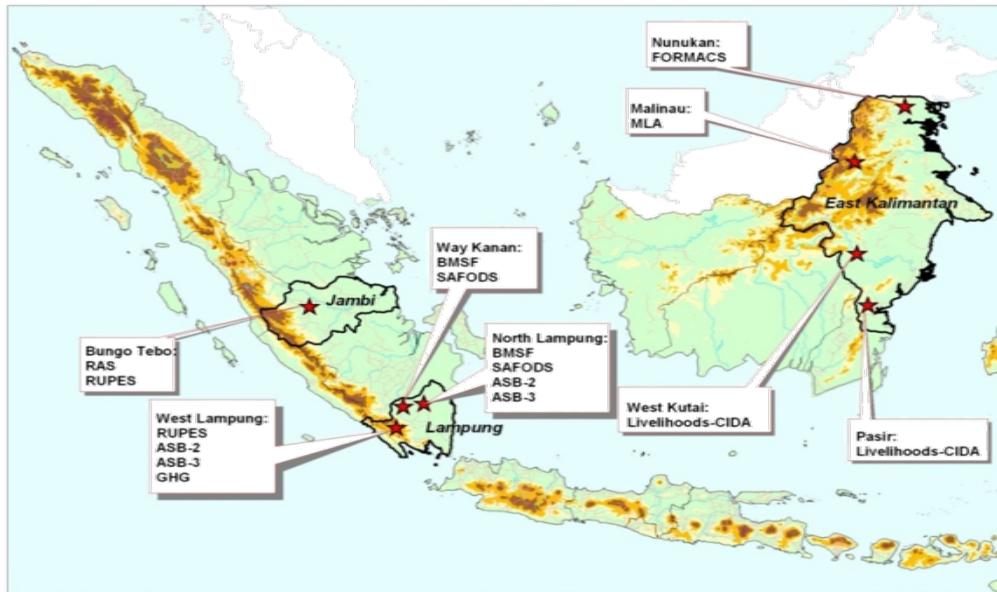 Nunukan:
FORMACS
Malinau:
MLA
East Kalimantan
Way Kanan:
BMSF
SAFODS
Jambi
North Lampung:
BMSF
SAFODS
ASB-2
ASB-3
Bungo Tebo:
RAS
RUPES
West Lampung:
RUPES
ASB-2
ASB-3
GHG
Lampung
West Kutai:
Livelihoods-CIDA
Pasir:
Livelihoods-CIDA